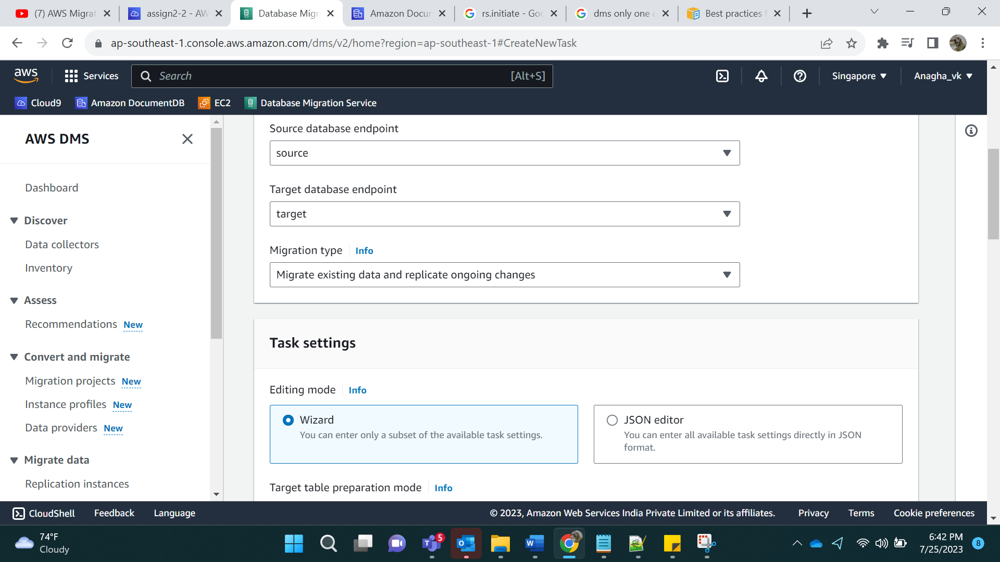 (7) AWS Migrat
assign2-2 - AW
Database Migr
Amazon Docum
rs.initiate - Goo
dms only one c
Best practices f
ap-southeast-1.console.aws.amazon.com/dms/v2/home?region=ap-southeast-1#CreateNewTask
aws
Services
Search
[Alt+S]
Singapore
Anagha_vk
Cloud9
Amazon DocumentDB
EC2
Database Migration Service
AWS DMS
Dashboard
Discover
Data collectors
Inventory
Assess
Recommendations New
Convert and migrate
Migration projects New
Instance profiles New
Data providers New
Migrate data
Replication instances
Source database endpoint
source
Target database endpoint
target
Migration type Info
Migrate existing data and replicate ongoing changes
Task settings
Editing mode Info
Wizard
You can enter only a subset of the available task settings.
JSON editor
You can enter all available task settings directly in JSON
format.
Target table preparation mode Info
CloudShell
Feedback
Language
© 2023, Amazon Web Services India Private Limited or its affiliates.
Privacy
Terms
Cookie preferences
74°F
Cloudy
5
6:42 PM
7/25/2023
8